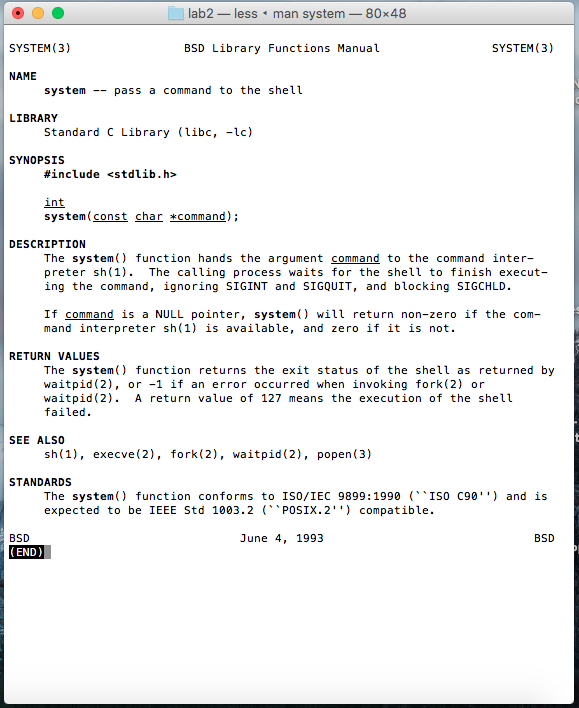 lab2 — less ◂ man system — 80×48
SYSTEM(3) BSD Library Functions Manual SYSTEM(3)
NAME
system -- pass a command to the shell
LIBRARY
Standard C Library (libc, -lc)
SYNOPSIS
#include <stdlib.h>
int
system(const char *command);
DESCRIPTION
The system() function hands the argument command to the command inter-
preter sh(1).  The calling process waits for the shell to finish execut-
ing the command, ignoring SIGINT and SIGQUIT, and blocking SIGCHLD.
If command is a NULL pointer, system() will return non-zero if the com-
mand interpreter sh(1) is available, and zero if it is not.
RETURN VALUES
The system() function returns the exit status of the shell as returned by
waitpid(2), or -1 if an error occurred when invoking fork(2) or
waitpid(2).  A return value of 127 means the execution of the shell
failed.
SEE ALSO
sh(1), execve(2), fork(2), waitpid(2), popen(3)
STANDARDS
The system() function conforms to ISO/IEC 9899:1990 (``ISO C90'') and is
expected to be IEEE Std 1003.2 (``POSIX.2'') compatible.
BSD June 4, 1993 BSD
(END)